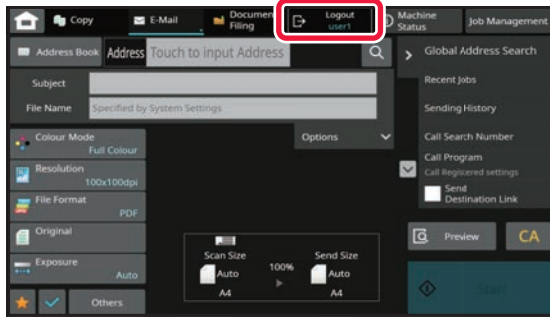 Copy
E-Mail
Documen
Filing
Logout
user1
Machine
Status
Job Management
Address Book
Address
Touch to input Address
Global Address Search
Subject
Recent Jobs
File Name
Specified by System Settings
Sending History
Colour Mode
Full Colour
Options
Call Search Number
Resolution
100x100dpi
Call Program
Call Registered settings
File Format
PDF
Send
Destination Link
Original
Preview
CA
Scan Size
Send Size
Exposure
Auto
Auto
100%
Auto
A4
A4
Others
Start